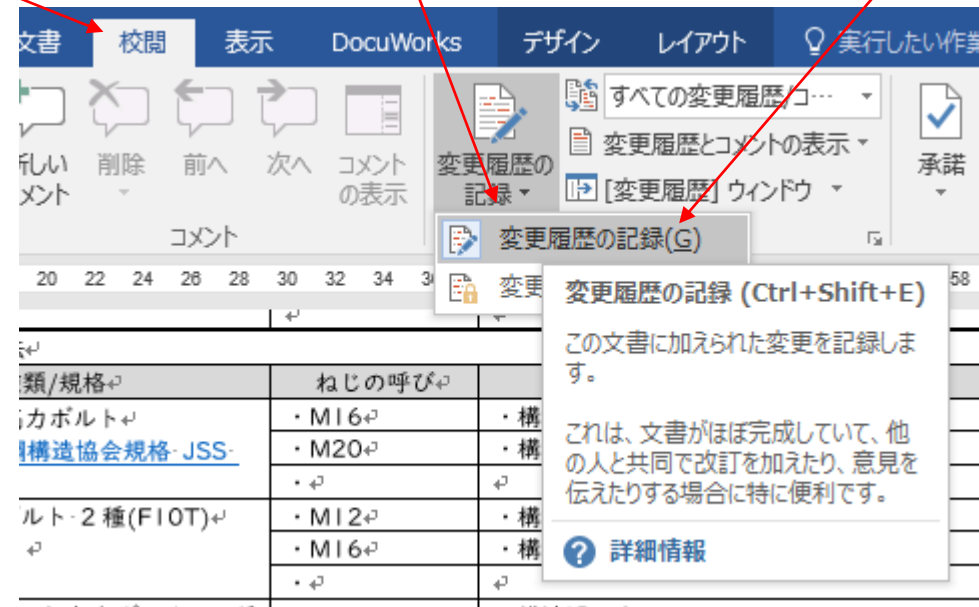 文書 校閲 表示 DocuWorks デザイン レイアウト 実行したい作業
すべての変更履歴/コ…
変更履歴とコメントの表示
[変更履歴] ウィンドウ
新しい 削除 前へ 次へ コメント 変更履歴の 承諾
メント の表示 記録
コメント
変更履歴の記録(G)
20 22 24 26 28 30 32 34 58
変更
変更履歴の記録 (Ctrl+Shift+E)
この文書に加えられた変更を記録しま
す。
これは、文書がほぼ完成していて、他
の人と共同で改訂を加えたり、意見を
伝えたりする場合に特に便利です。
詳細情報
類/規格 ねじの呼び
力ボルト ・M16 ・構
構造協会規格 JSS- ・M20 ・構
・
ルト 2種(F10T) ・M12 ・構
・M16 ・構
・